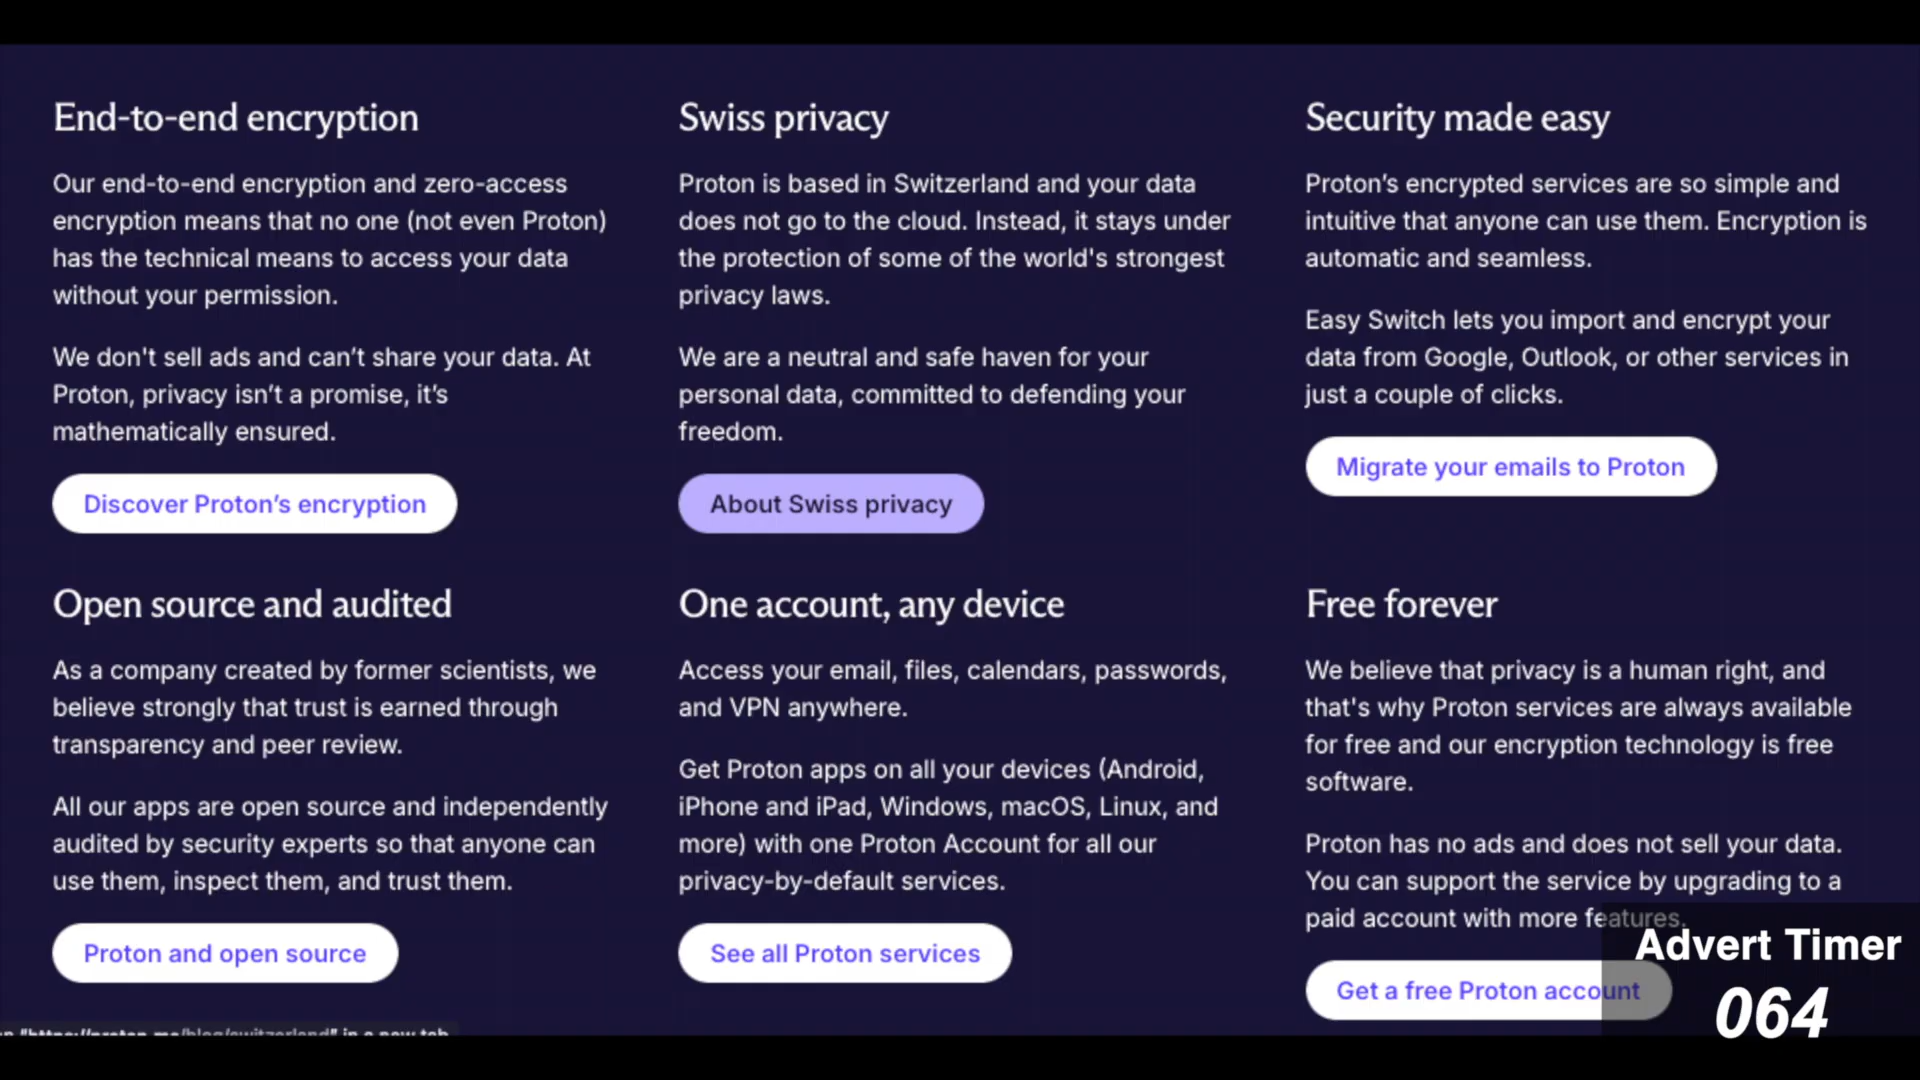 End-to-end encryption
Our end-to-end encryption and zero-access
encryption means that no one (not even Proton)
has the technical means to access your data
without your permission.
We don't sell ads and can’t share your data. At
Proton, privacy isn’t a promise, it’s
mathematically ensured.
Discover Proton’s encryption
Swiss privacy
Proton is based in Switzerland and your data
does not go to the cloud. Instead, it stays under
the protection of some of the world's strongest
privacy laws.
We are a neutral and safe haven for your
personal data, committed to defending your
freedom.
About Swiss privacy
Security made easy
Proton’s encrypted services are so simple and
intuitive that anyone can use them. Encryption is
automatic and seamless.
Easy Switch lets you import and encrypt your
data from Google, Outlook, or other services in
just a couple of clicks.
Migrate your emails to Proton
Open source and audited
As a company created by former scientists, we
believe strongly that trust is earned through
transparency and peer review.
All our apps are open source and independently
audited by security experts so that anyone can
use them, inspect them, and trust them.
Proton and open source
One account, any device
Access your email, files, calendars, passwords,
and VPN anywhere.
Get Proton apps on all your devices (Android,
iPhone and iPad, Windows, macOS, Linux, and
more) with one Proton Account for all our
privacy-by-default services.
See all Proton services
Free forever
We believe that privacy is a human right, and
that's why Proton services are always available
for free and our encryption technology is free
software.
Proton has no ads and does not sell your data.
You can support the service by upgrading to a
paid account with more features.
Get a free Proton account
"https://proton.me/blog/switzerland" in a new tab
Advert Timer
064